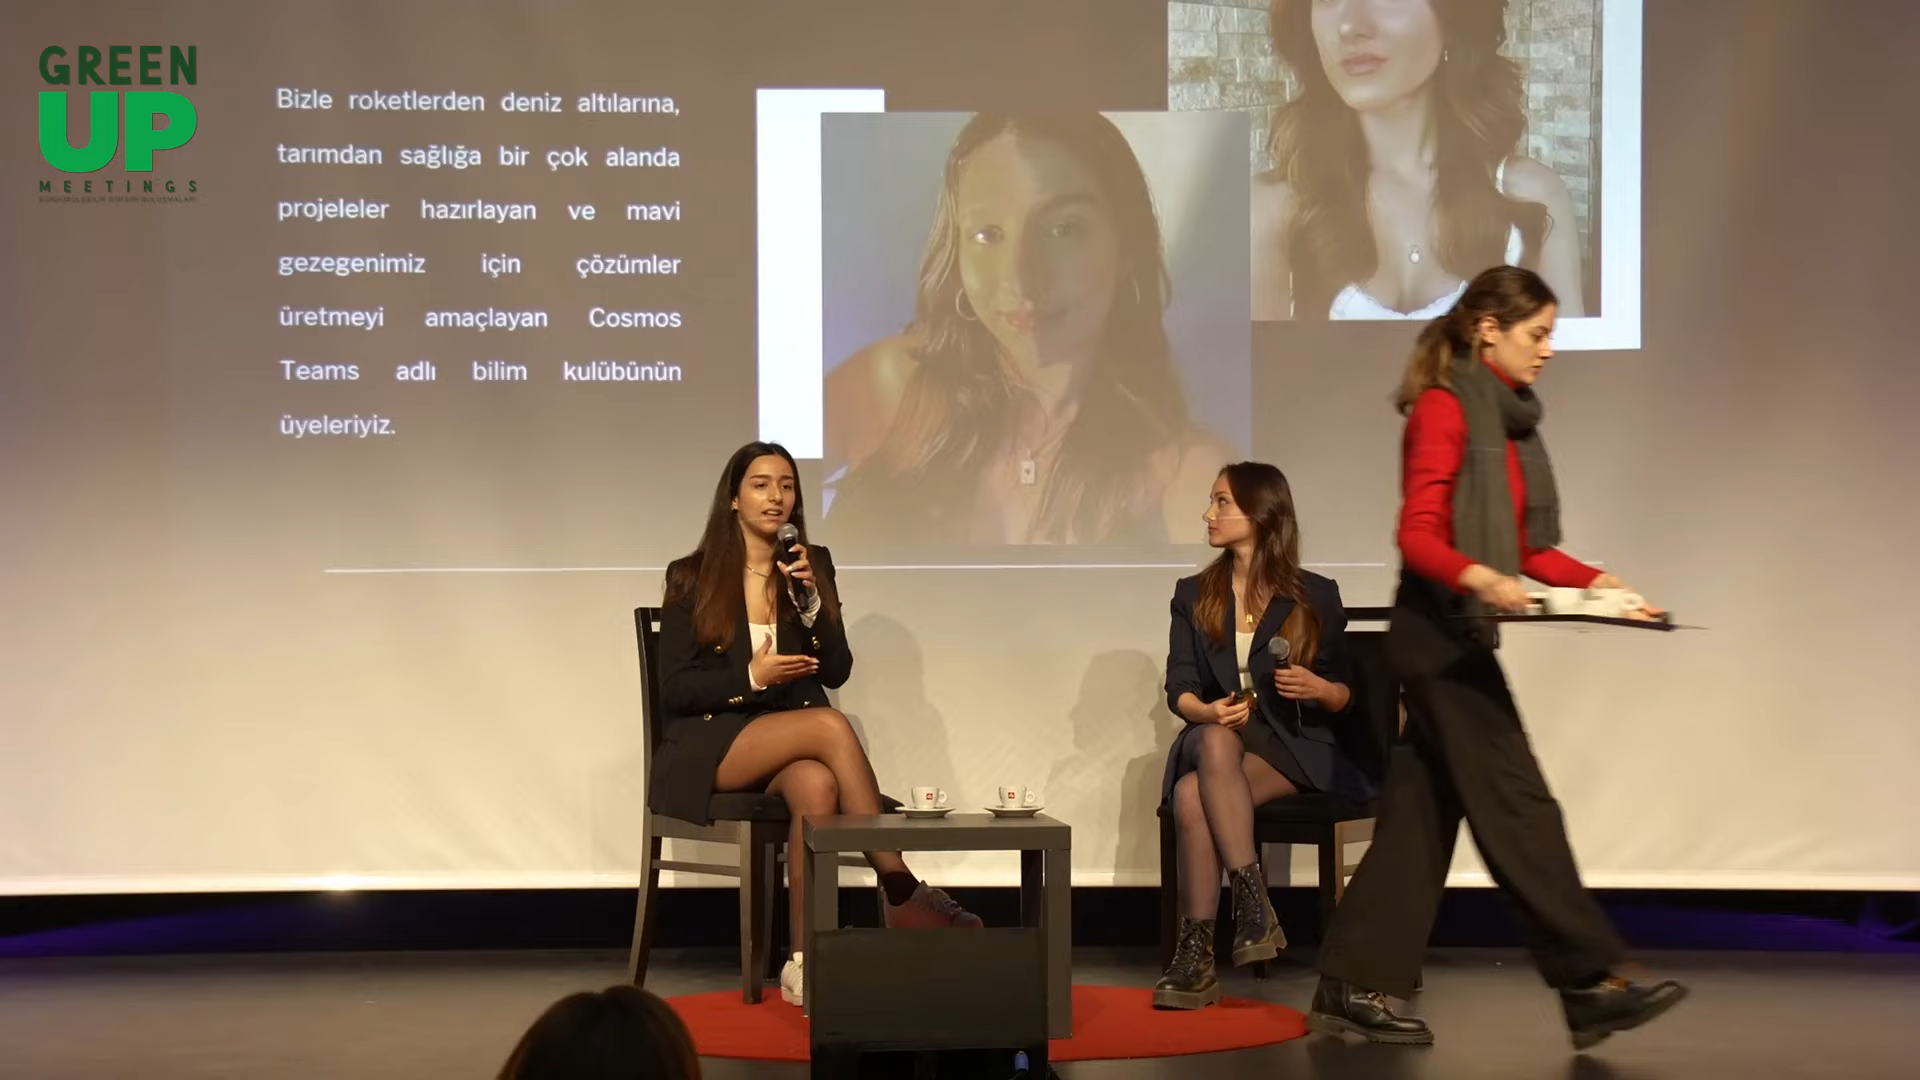 GREEN
UP
MEETINGS
Bizle roketlerden deniz altılarına,
tarımdan sağlığa bir çok alanda
projeleler hazırlayan ve mavi
gezegenimiz için çözümler
üretmeyi amaçlayan Cosmos
Teams adlı bilim kulübünün
üyeleriyiz.